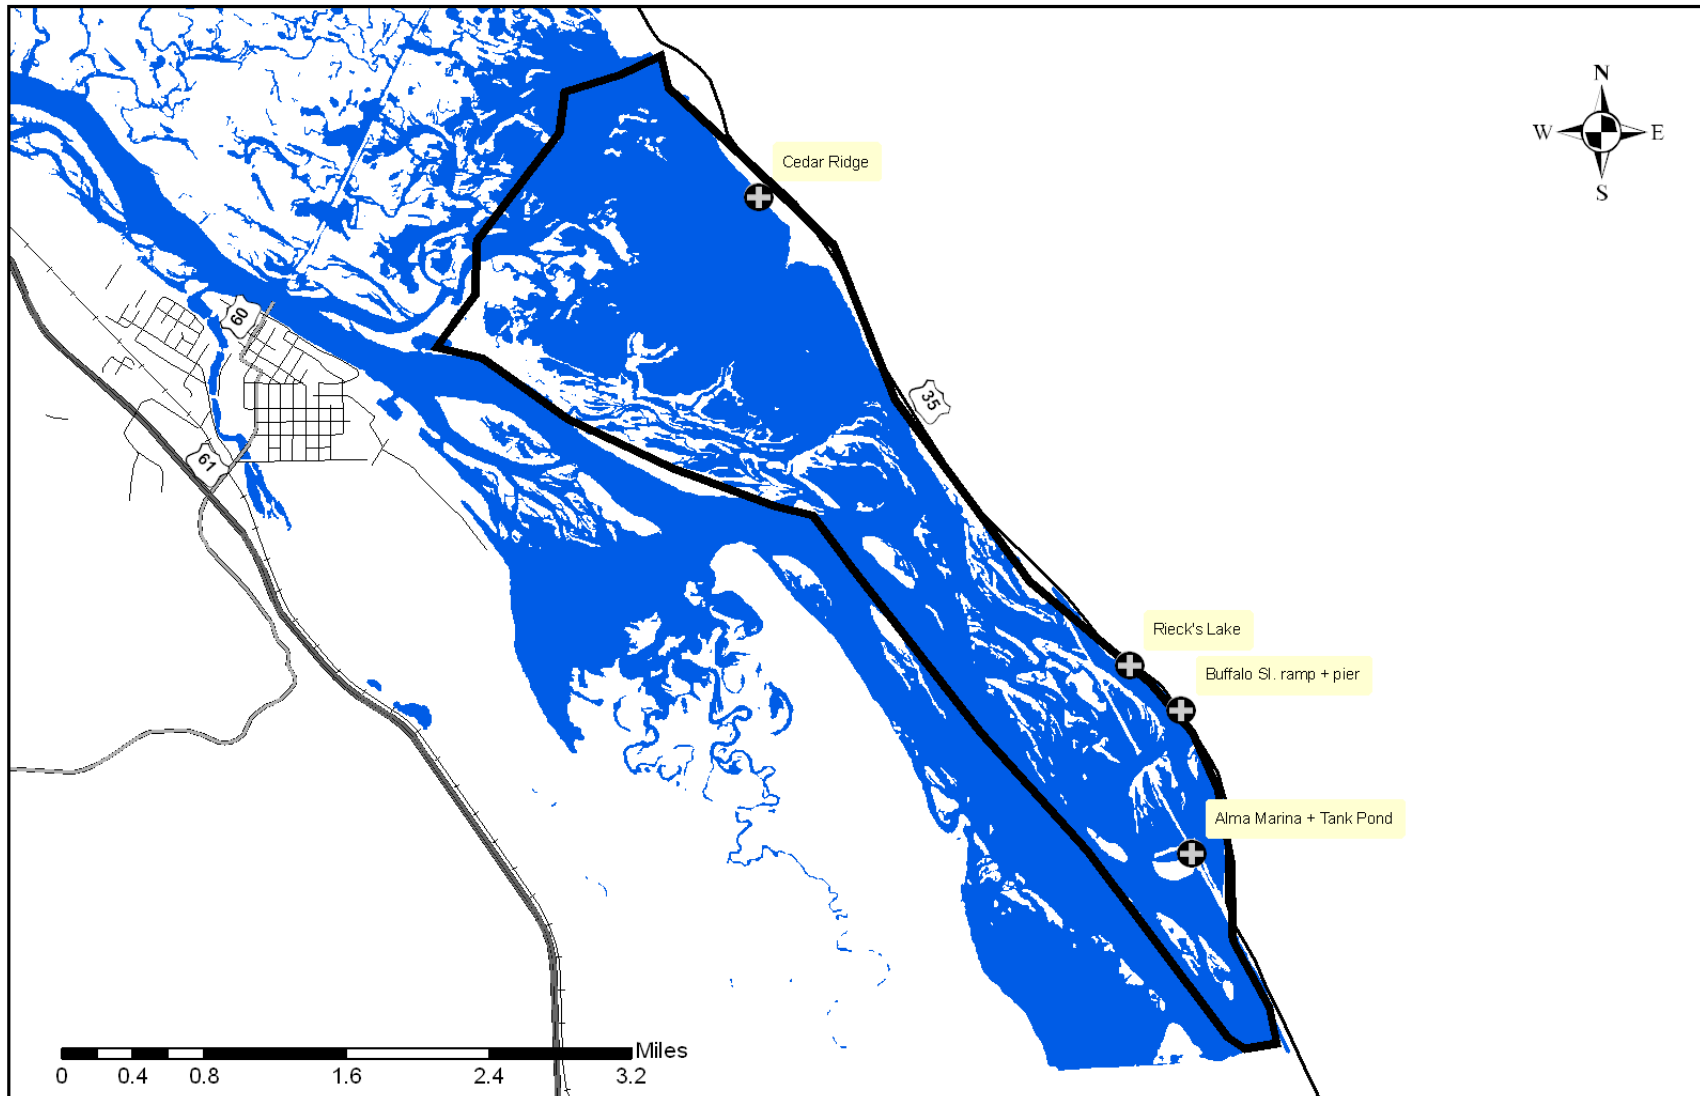 N
W
E
S
Cedar Ridge
60
35
61
Rieck's Lake
Buffalo Sl. ramp + pier
Alma Marina + Tank Pond
Miles
0 0.4 0.8 1.6 2.4 3.2